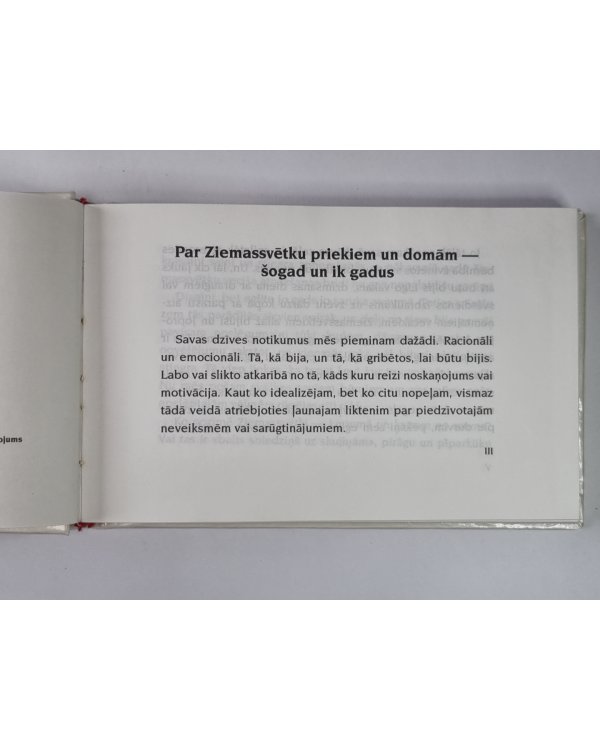 Par Ziemassvētku priekiem un domām —
šogad un ik gadus
Savas dzīves notikumus mēs pieminam dažādi. Racionāli
un emocionāli. Tā, kā bija, un tā, kā gribētos, lai būtu bijis.
Labo vai slikto atkarībā no tā, kāds kuru reizi noskaņojums vai
motivācija. Kaut ko idealizējam, bet ko citu nopeļam, vismaz
tādā veidā atriebjoties ļaunajam liktenim par piedzīvotajām
neveiksmēm vai sarūgtinājumiem.
III
ojums